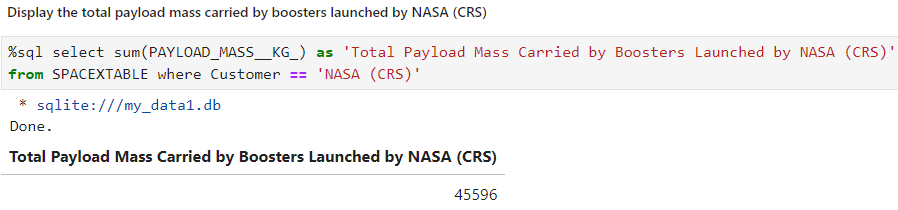 Display the total payload mass carried by boosters launched by NASA (CRS)
%sql select sum(PAYLOAD_MASS__KG_) as 'Total Payload Mass Carried by Boosters Launched by NASA (CRS)'
from SPACEXTABLE where Customer == 'NASA (CRS)'
* sqlite:///my_data1.db
Done.
Total Payload Mass Carried by Boosters Launched by NASA (CRS)
45596